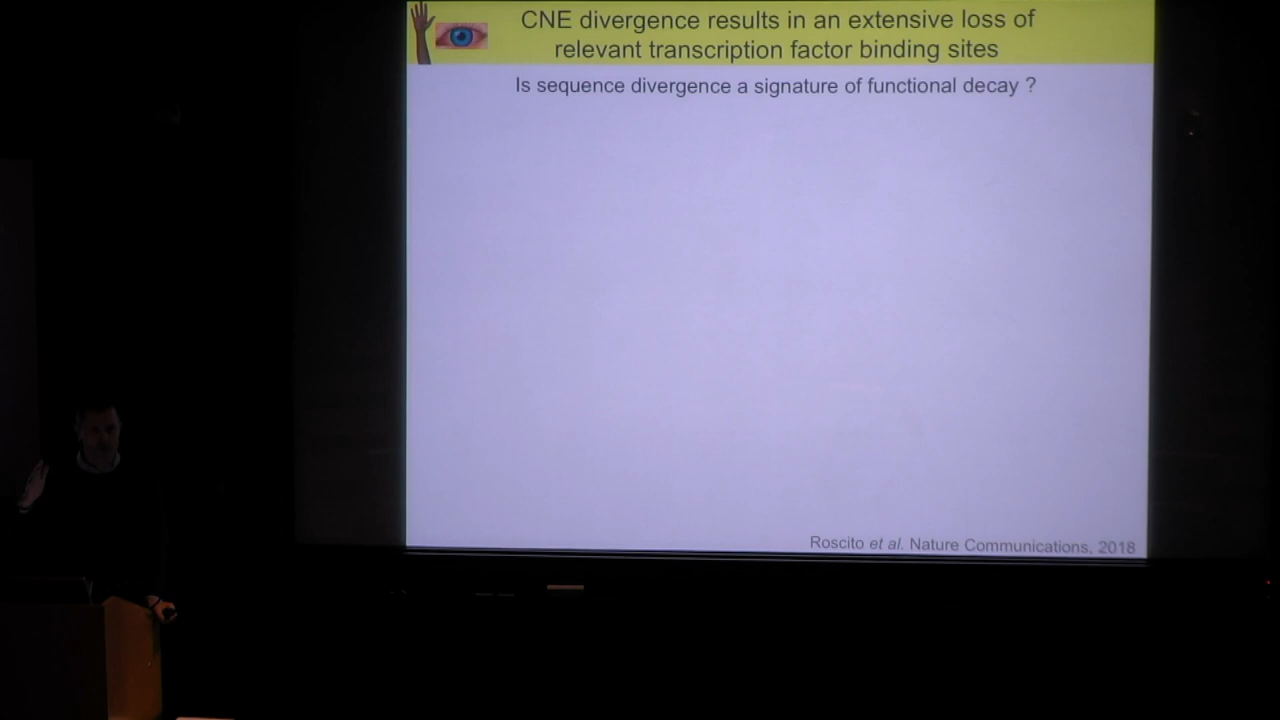 CNE divergence results in an extensive loss of
relevant transcription factor binding sites
Is sequence divergence a signature of functional decay ?
Roscito et al. Nature Communications, 2018